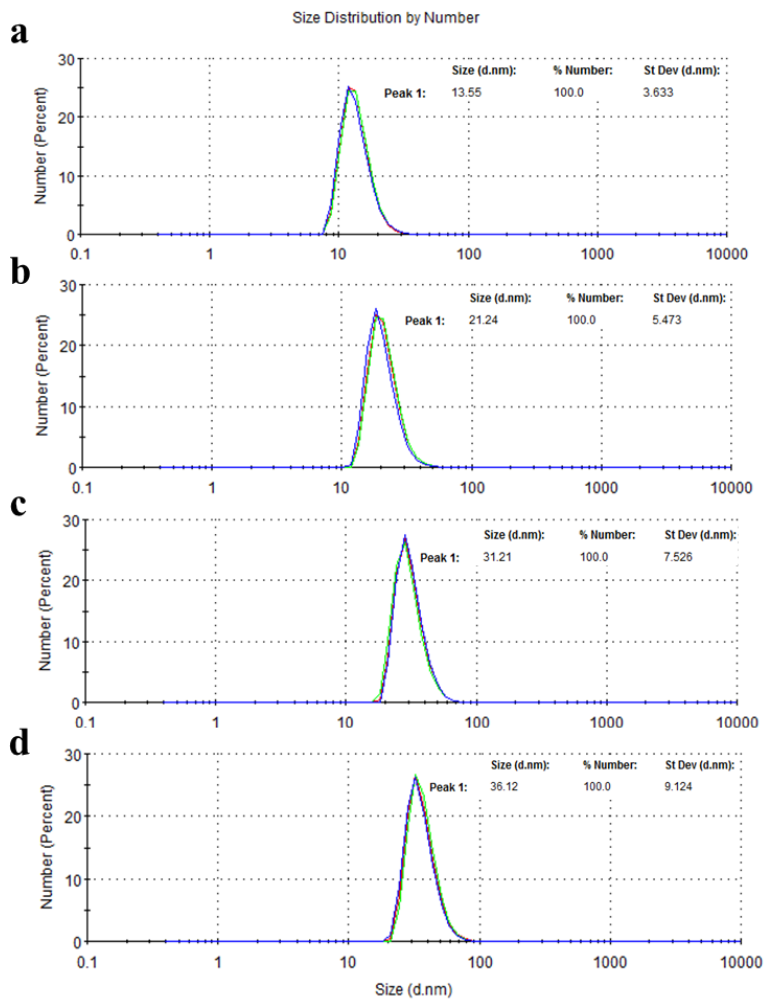 Size Distribution by Number
a
Number (Percent)
30
20
10
0
Size (d.nm): % Number: St Dev (d.nm):
Peak 1: 13.55 100.0 3.633
0.1 1 10 100 1000 10000
b
Number (Percent)
30
20
10
0
Size (d.nm): % Number: St Dev (d.nm):
Peak 1: 21.24 100.0 5.473
0.1 1 10 100 1000 10000
c
Number (Percent)
30
20
10
0
Size (d.nm): % Number: St Dev (d.nm):
Peak 1: 31.21 100.0 7.526
0.1 1 10 100 1000 10000
d
Number (Percent)
30
20
10
0
Size (d.nm): % Number: St Dev (d.nm):
Peak 1: 36.12 100.0 9.124
0.1 1 10 100 1000 10000
Size (d.nm)